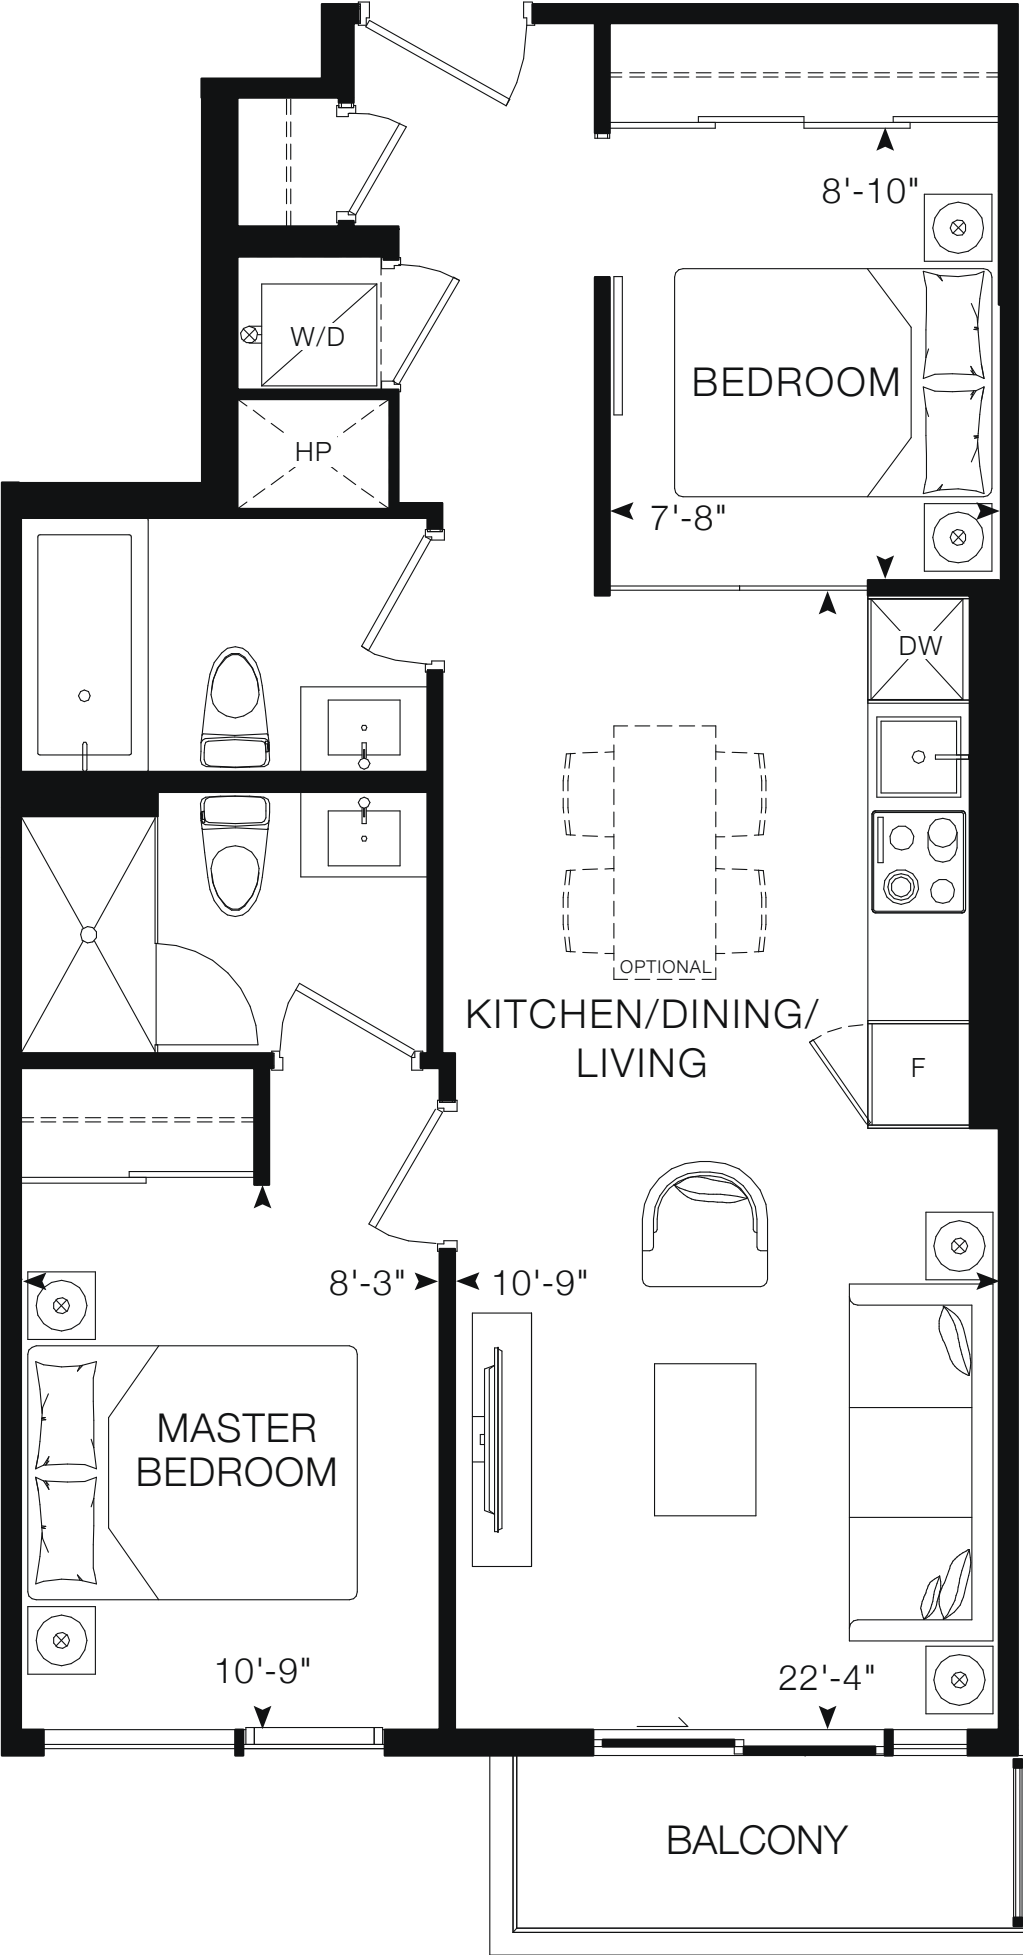 8'-10"
W/D
BEDROOM
HP
7'-8"
DW
OPTIONAL
KITCHEN/DINING/
LIVING
F
8'-3"
10'-9"
MASTER
BEDROOM
10'-9"
22'-4"
BALCONY